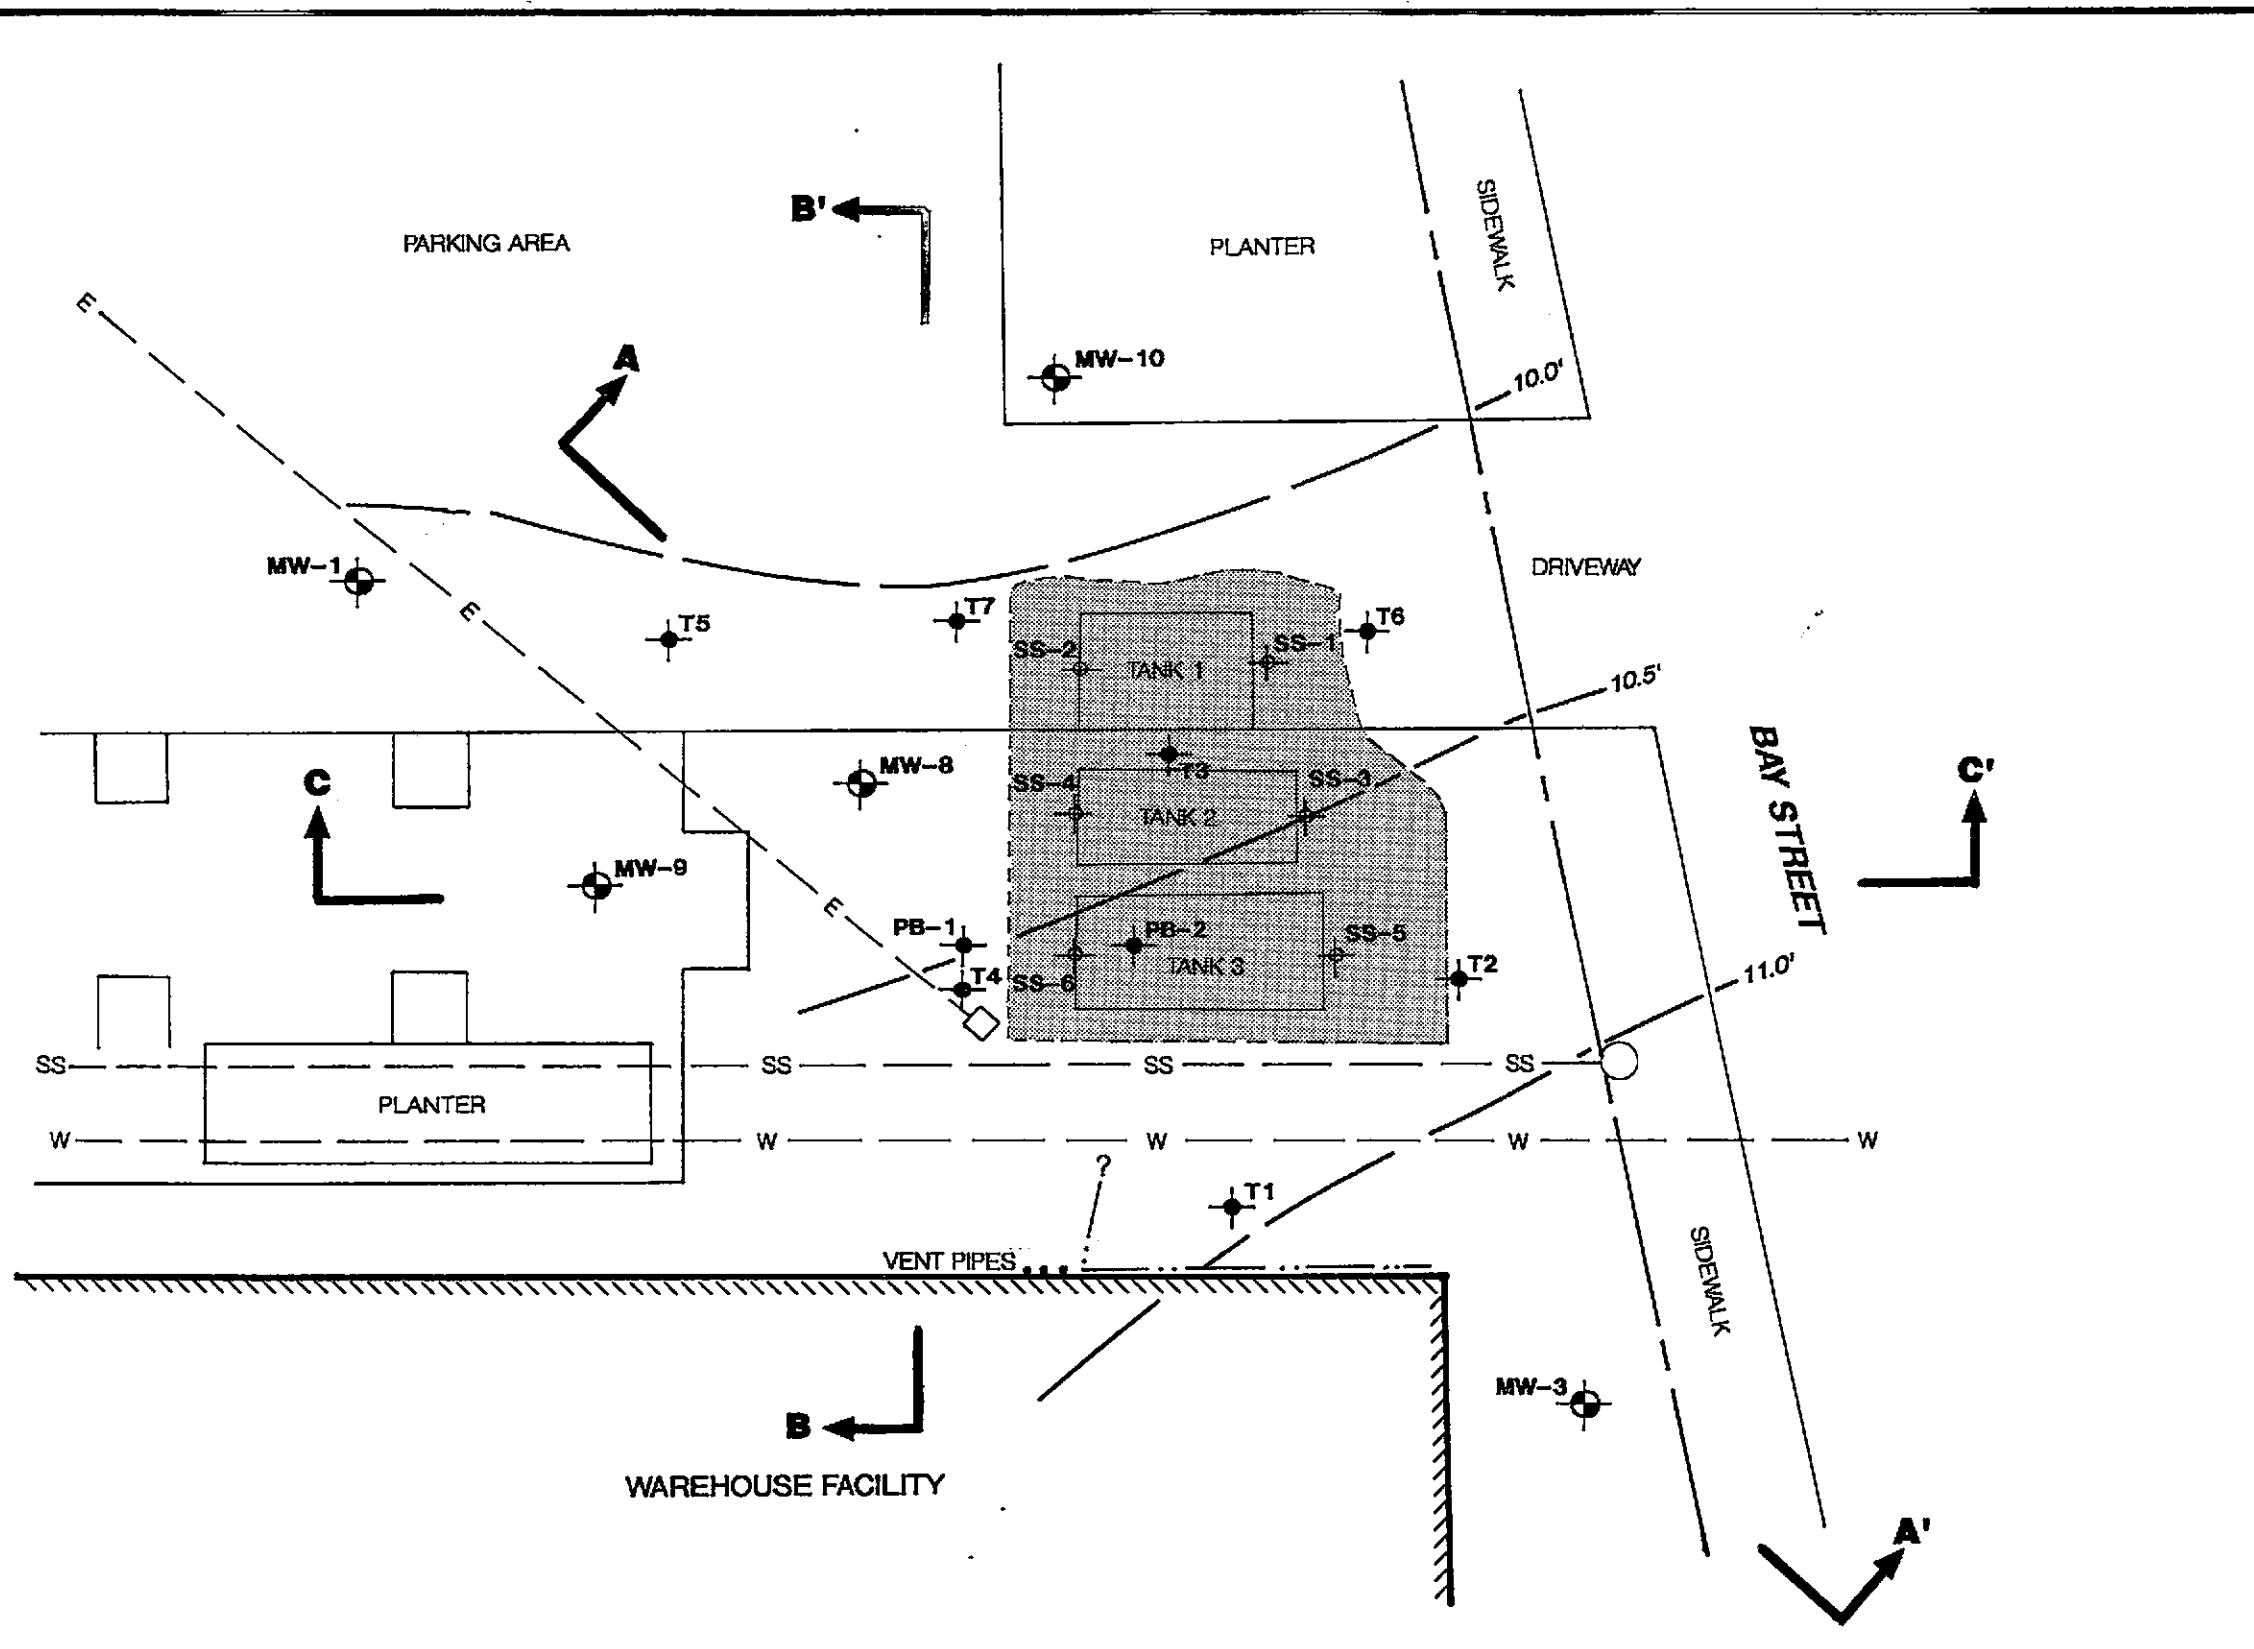 SIDEWALK
B'
PARKING AREA
PLANTER
E
A
MW-10
10.0'
MW-1
DRIVEWAY
E
T7
T5
T6
SS-2
SS-1
TANK 1
10.5'
BAY STREET
MW-8
T3
C
SS-4
SS-3
C'
TANK 2
MW-9
E
PB-1
PB-2
SS-5
T4
SS-6
TANK 3
T2
11.0'
SS
SS
SS
SS
PLANTER
W
W
W
W
W
?
T1
VENT PIPES
SIDEWALK
MW-3
B
WAREHOUSE FACILITY
A'